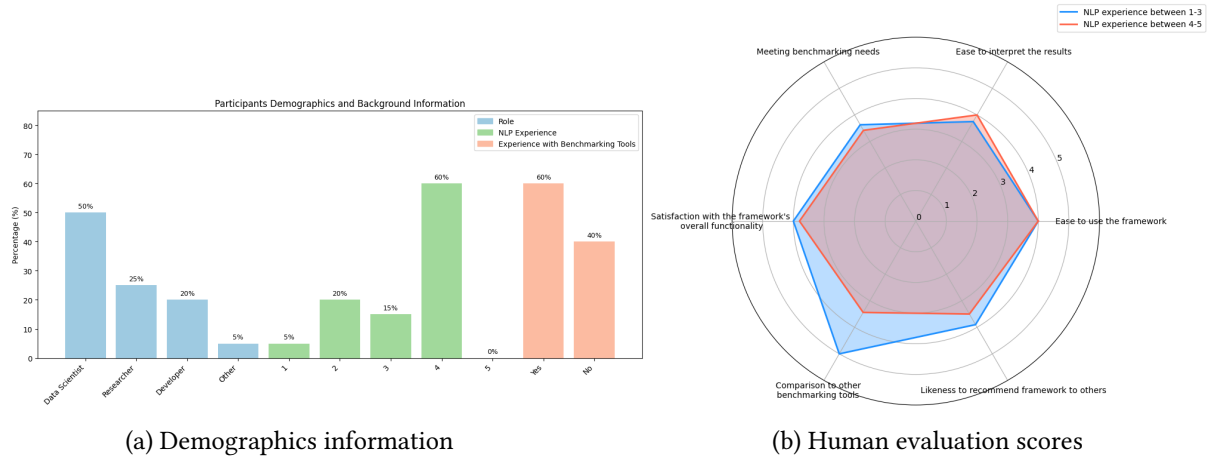 Participants Demographics and Background Information
Role
NLP Experience
Experience with Benchmarking Tools
Percentage (%)
80
70
60
50
40
30
20
10
0
50%
25%
20%
5%
5%
20%
15%
60%
0%
60%
40%
Data Scientist
Researcher
Developer
Other
1
2
3
4
5
Yes
No
(a) Demographics information
NLP experience between 1-3
NLP experience between 4-5
Meeting benchmarking needs
Ease to interpret the results
5
4
3
2
1
0
Satisfaction with the framework's
overall functionality
Ease to use the framework
Comparison to other
benchmarking tools
Likeness to recommend framework to others
(b) Human evaluation scores